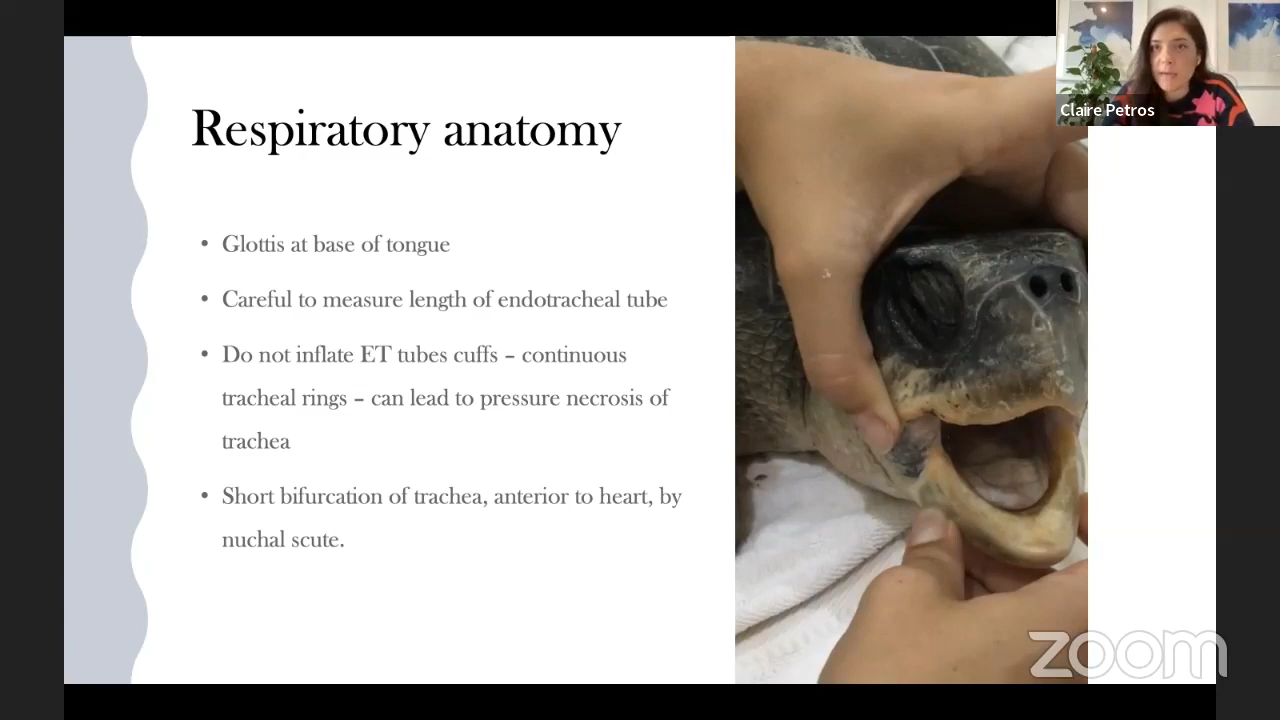 Claire Petros
Respiratory anatomy
• Glottis at base of tongue
• Careful to measure length of endotracheal tube
• Do not inflate ET tubes cuffs – continuous
tracheal rings – can lead to pressure necrosis of
trachea
• Short bifurcation of trachea, anterior to heart, by
nuchal scute.
zoom